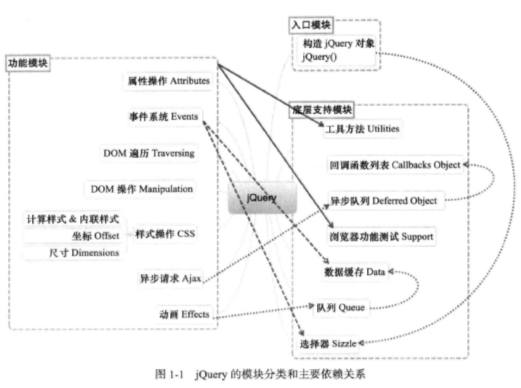 入口模块
构造 jQuery 对象
jQuery()
功能模块
属性操作 Attributes
事件系统 Events
DOM 遍历 Traversing
DOM 操作 Manipulation
计算样式 & 内联样式
坐标 Offset
尺寸 Dimensions
样式操作 CSS
异步请求 Ajax
动画 Effects
jQuery
底层支持模块
工具方法 Utilities
回调函数列表 Callbacks Object
异步队列 Deferred Object
浏览器功能测试 Support
数据缓存 Data
队列 Queue
选择器 Sizzle
图 1-1 jQuery 的模块分类和主要依赖关系